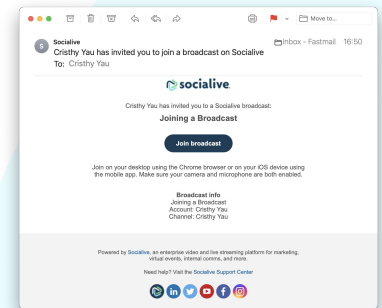 Move to...
S
Socialive
Inbox - Fastmail 16:50
Cristhy Yau has invited you to join a broadcast on Socialive
To: Cristhy Yau
socialive
Cristhy Yau has invited you to a Socialive broadcast:
Joining a Broadcast
Join broadcast
Join on your desktop using the Chrome browser or on your iOS device using
the mobile app. Make sure your camera and microphone are both enabled.
Broadcast info
Joining a Broadcast
Account: Cristhy Yau
Channel: Cristhy Yau
Powered by Socialive, an enterprise video and live streaming platform for marketing,
virtual events, internal comms, and more.
Need help? Visit the Socialive Support Center